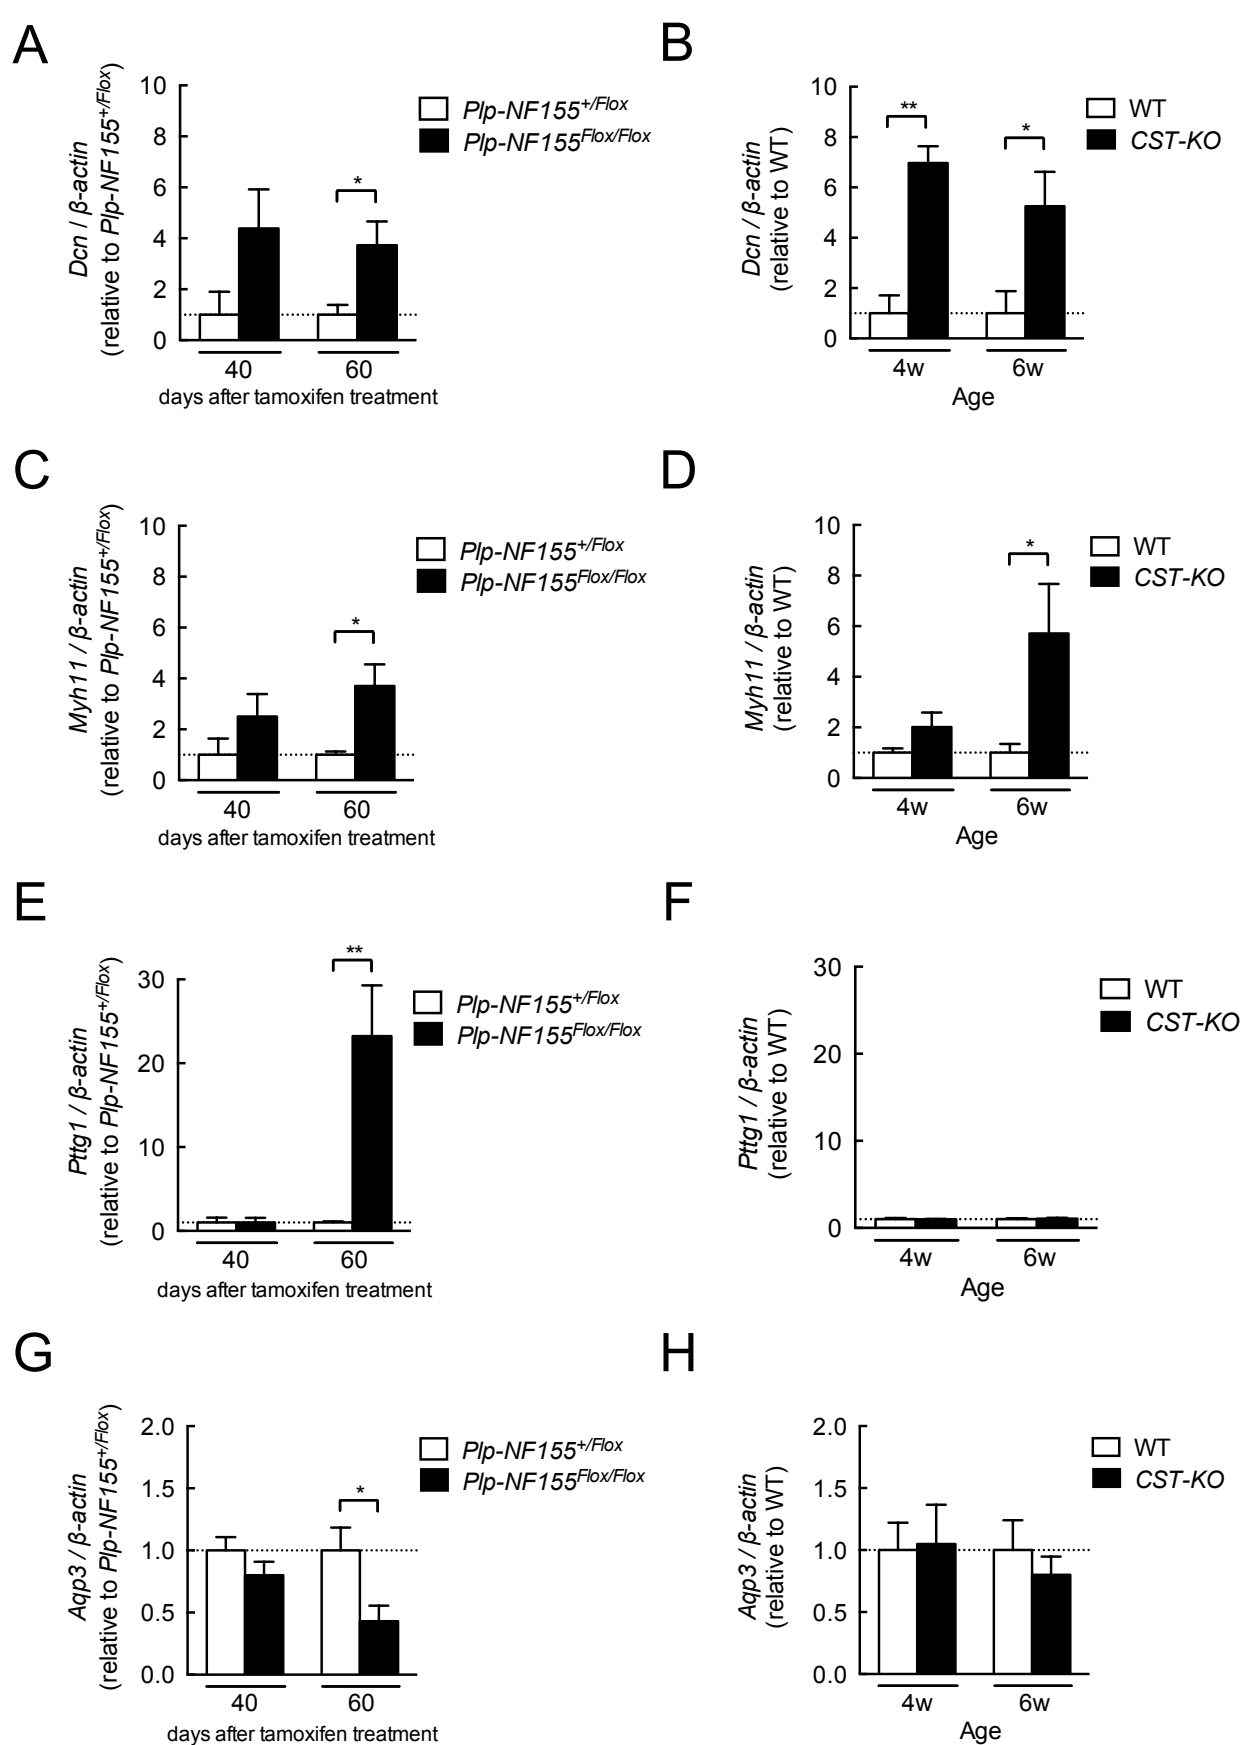 A
Dcn / β-actin
(relative to Plp-NF155+/Flox)
10
8
6
4
2
0
*
40
60
days after tamoxifen treatment
Plp-NF155+/Flox
Plp-NF155Flox/Flox
B
Dcn / β-actin
(relative to WT)
10
8
6
4
2
0
**
*
4w
6w
Age
WT
CST-KO
C
Myh11 / β-actin
(relative to Plp-NF155+/Flox)
10
8
6
4
2
0
*
40
60
days after tamoxifen treatment
Plp-NF155+/Flox
Plp-NF155Flox/Flox
D
Myh11 / β-actin
(relative to WT)
10
8
6
4
2
0
*
4w
6w
Age
WT
CST-KO
E
Pttg1 / β-actin
(relative to Plp-NF155+/Flox)
30
20
10
0
**
40
60
days after tamoxifen treatment
Plp-NF155+/Flox
Plp-NF155Flox/Flox
F
Pttg1 / β-actin
(relative to WT)
30
20
10
0
4w
6w
Age
WT
CST-KO
G
Aqp3 / β-actin
(relative to Plp-NF155+/Flox)
2.0
1.5
1.0
0.5
0.0
*
40
60
days after tamoxifen treatment
Plp-NF155+/Flox
Plp-NF155Flox/Flox
H
Aqp3 / β-actin
(relative to WT)
2.0
1.5
1.0
0.5
0.0
4w
6w
Age
WT
CST-KO